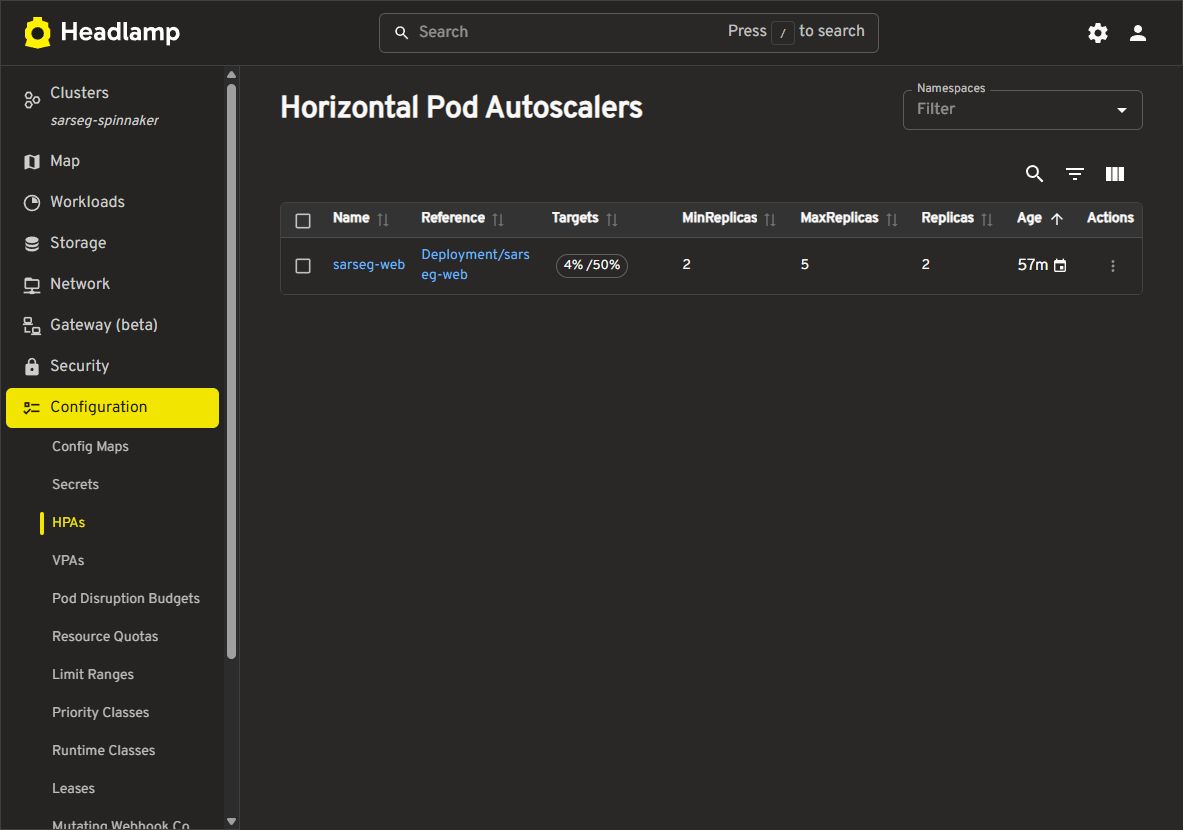 Headlamp
Search
Press / to search
Clusters
sarseg-spinnaker
Map
Workloads
Storage
Network
Gateway (beta)
Security
Configuration
Config Maps
Secrets
HPAs
VPAs
Pod Disruption Budgets
Resource Quotas
Limit Ranges
Priority Classes
Runtime Classes
Leases
Mutating Webhook Co
Horizontal Pod Autoscalers
Namespaces
Filter
Name Reference Targets MinReplicas MaxReplicas Replicas Age Actions
sarseg-web Deployment/sars 4% /50% 2 5 2 57m
eg-web